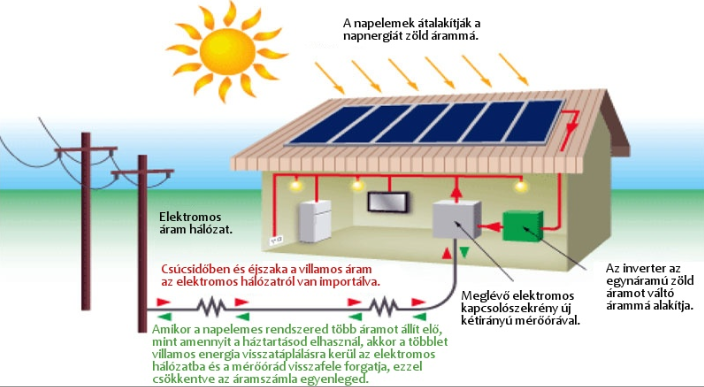 A napelemek átalakítják a
napnergiát zöld árammá.
Elektromos
áram hálózat.
Csúcsidőben és éjszaka a villamos áram
az elektromos hálózatról van importálva.
Meglévő elektromos
kapcsolószekrény új
kétirányú mérőórával.
Az inverter az
egynáramú zöld
áramot váltó
árammá alakítja.
Amikor a napelemes rendszered több áramot állít elő,
mint amennyit a háztartásod elhasznál, akkor a többlet
villamos energia visszatáplálásra kerül az elektromos
hálózatba és a mérőórád visszafele forgatja, ezzel
csökkentve az áramszámla egyenleged.